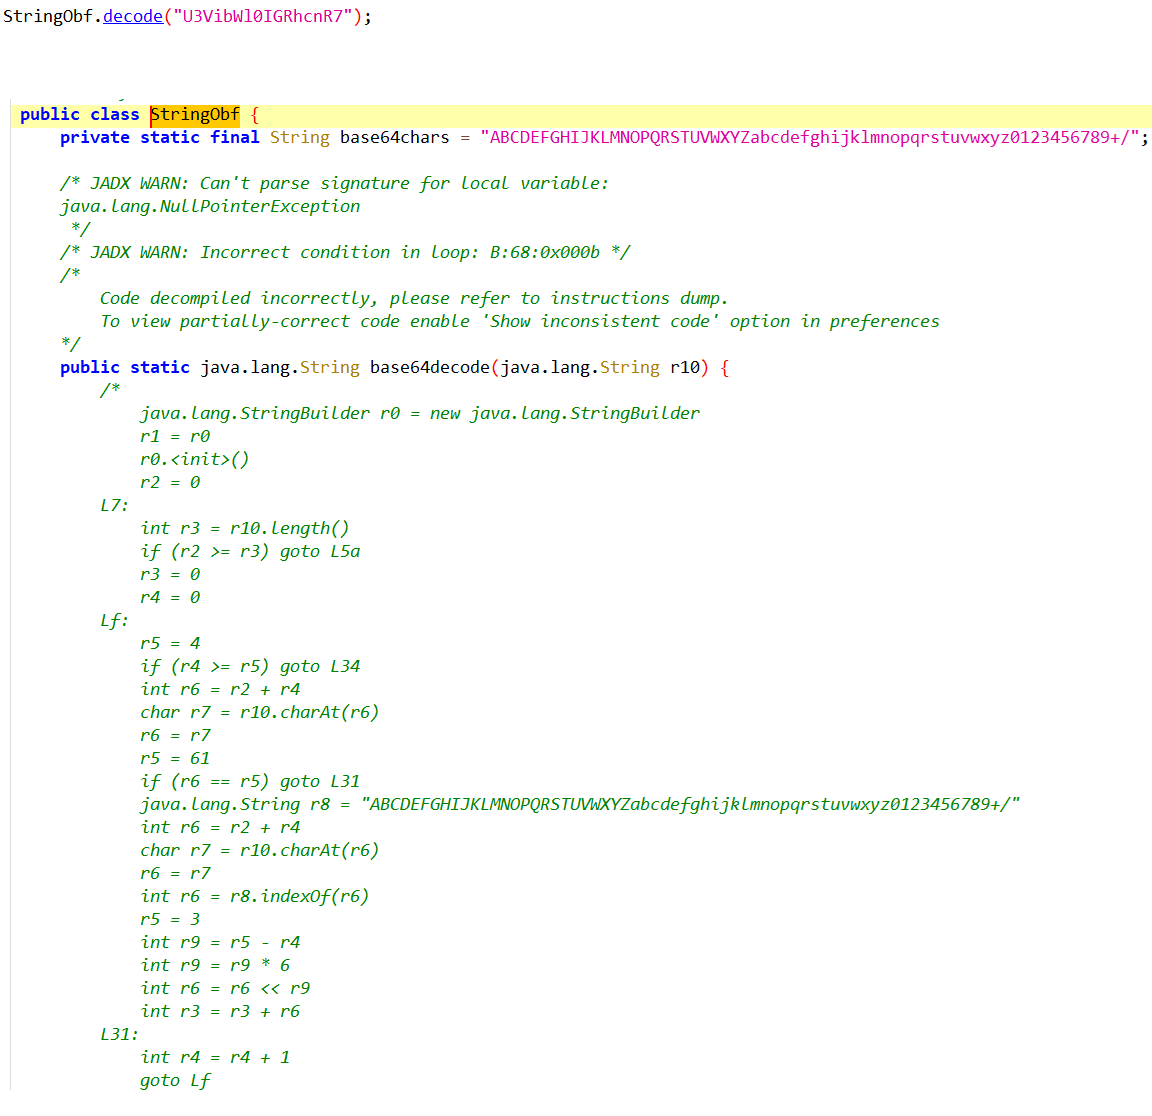 StringObf.decode("U3VibWl0IGRhcnR7");
public class StringObf {
private static final String base64chars = "ABCDEFGHIJKLMNOPQRSTUVWXYZabcdefghijklmnopqrstuvwxyz0123456789+/";
/* JADX WARN: Can't parse signature for local variable:
java.lang.NullPointerException
*/
/* JADX WARN: Incorrect condition in loop: B:68:0x000b */
/*
Code decompiled incorrectly, please refer to instructions dump.
To view partially-correct code enable 'Show inconsistent code' option in preferences
*/
public static java.lang.String base64decode(java.lang.String r10) {
/*
java.lang.StringBuilder r0 = new java.lang.StringBuilder
r1 = r0
r0.<init>()
r2 = 0
L7:
int r3 = r10.length()
if (r2 >= r3) goto L5a
r3 = 0
r4 = 0
Lf:
r5 = 4
if (r4 >= r5) goto L34
int r6 = r2 + r4
char r7 = r10.charAt(r6)
r6 = r7
r5 = 61
if (r6 == r5) goto L31
java.lang.String r8 = "ABCDEFGHIJKLMNOPQRSTUVWXYZabcdefghijklmnopqrstuvwxyz0123456789+/"
int r6 = r2 + r4
char r7 = r10.charAt(r6)
r6 = r7
int r6 = r8.indexOf(r6)
r5 = 3
int r9 = r5 - r4
int r9 = r9 * 6
int r6 = r6 << r9
int r3 = r3 + r6
L31:
int r4 = r4 + 1
goto Lf